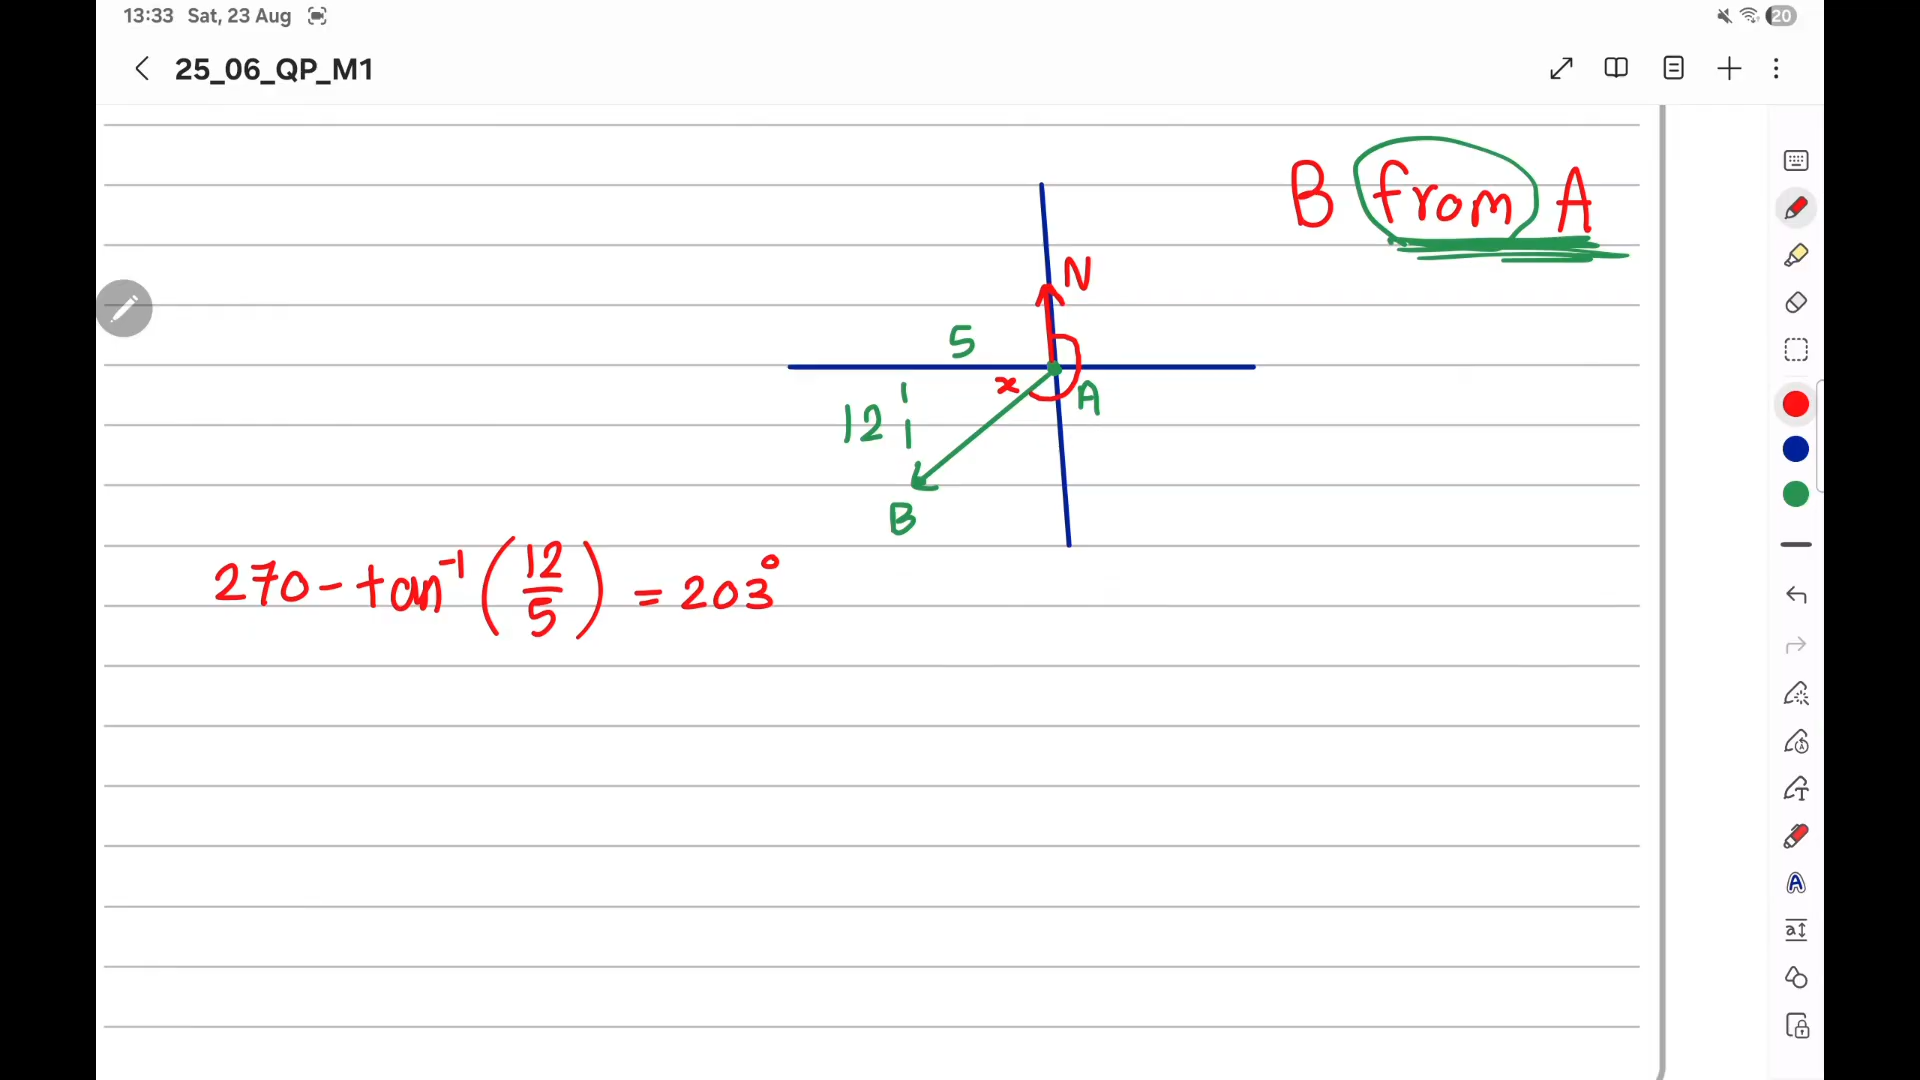 13:33 Sat, 23 Aug
20
25_06_QP_M1
B from A
N
5
x
A
12
B
270 - tan⁻¹ (12/5) = 203°